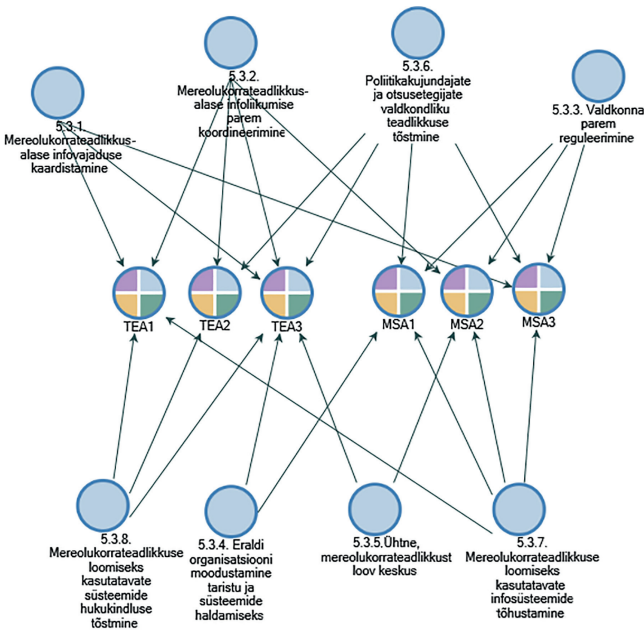 5.3.1.
Mereolukorrateadlikkus-
alase infovajaduse
kaardistamine
5.3.2.
Mereolukorrateadlikkus-
alase infoliikumise
parem
koordineerimine
5.3.6.
Poliitikakujundajate
ja otsusetegijate
valdkondliku
teadlikkuse
tõstmine
5.3.3. Valdkonna
parem
reguleerimine
TEA1
TEA2
TEA3
MSA1
MSA2
MSA3
5.3.8.
Mereolukorrateadlikkuse
loomiseks
kasutatavate
süsteemide
hukukindluse
tõstmine
5.3.4. Eraldi
organisatsiooni
moodustamine
taristu ja
süsteemide
haldamiseks
5.3.5. Ühtne,
mereolukorrateadlikkust
loov keskus
5.3.7.
Mereolukorrateadlikkuse
loomiseks
kasutatavate
infosüsteemide
tõhustamine